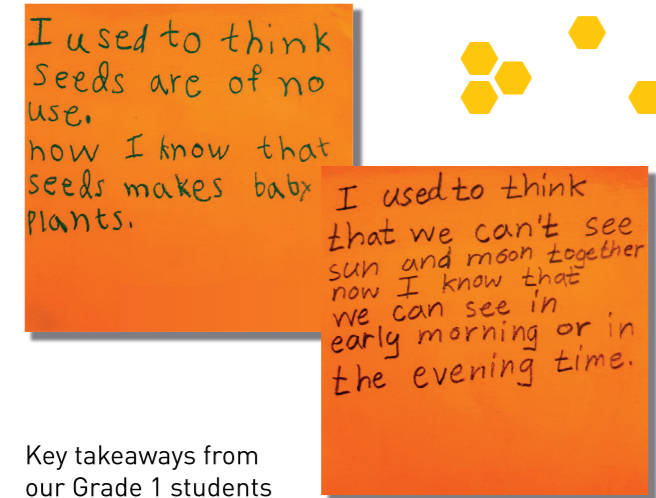 I used to think
seeds are of no
use.
now I know that
seeds makes baby
plants.
I used to think
that we can't see
sun and moon together
now I know that
we can see in
early morning or in
the evening time.
Key takeaways from
our Grade 1 students